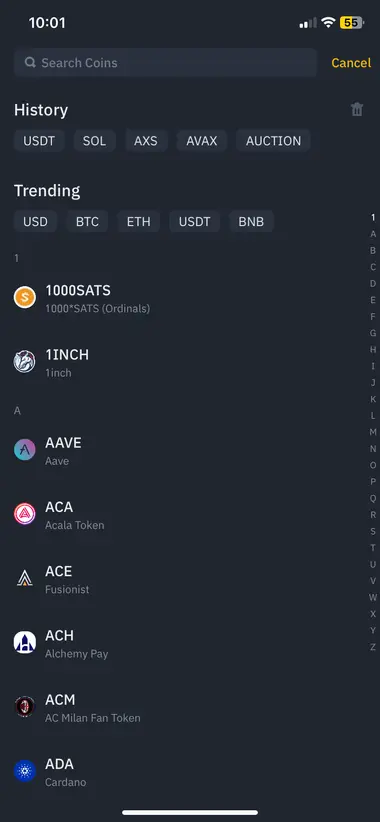 10:01
55
Search Coins
Cancel
History
USDT SOL AXS AVAX AUCTION
Trending
USD BTC ETH USDT BNB
1
1000SATS
1000*SATS (Ordinals)
1INCH
1inch
A
AAVE
Aave
ACA
Acala Token
ACE
Fusionist
ACH
Alchemy Pay
ACM
AC Milan Fan Token
ADA
Cardano
1
A
B
C
D
E
F
G
H
I
J
K
L
M
N
O
P
Q
R
S
T
U
V
W
X
Y
Z